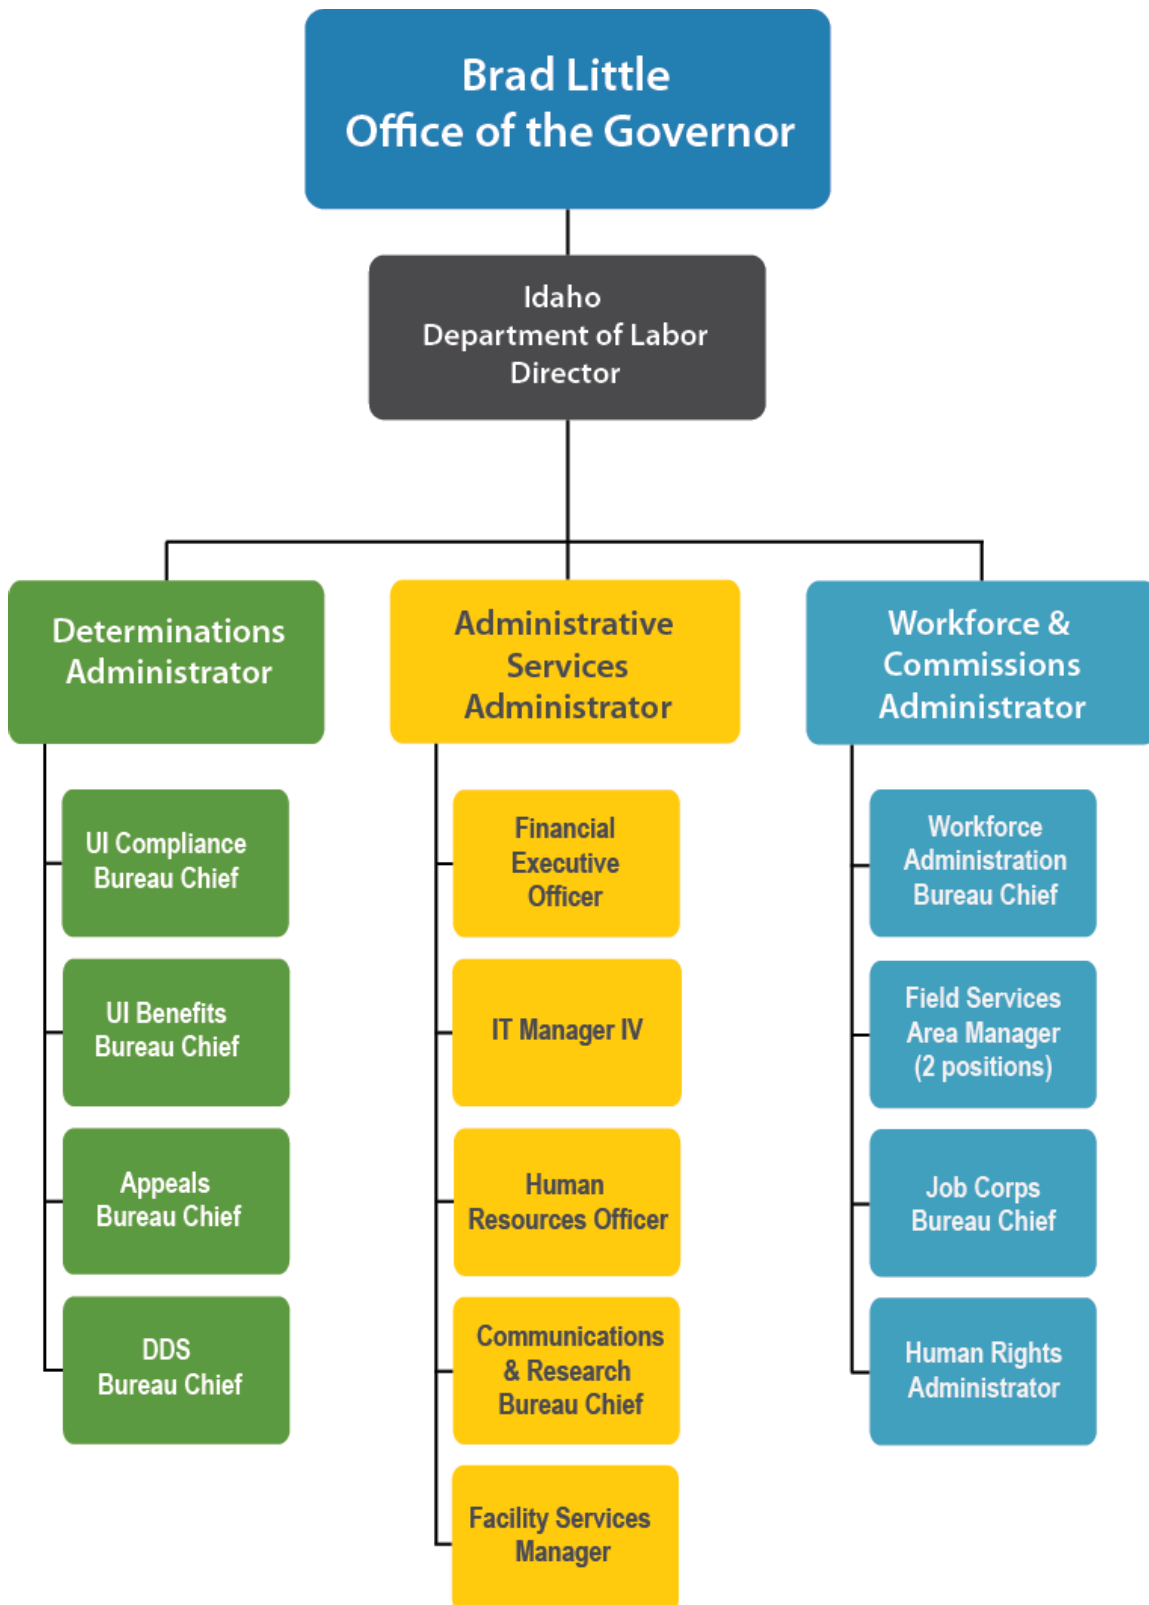 Brad Little
Office of the Governor
Idaho
Department of Labor
Director
Determinations
Administrator
UI Compliance
Bureau Chief
UI Benefits
Bureau Chief
Appeals
Bureau Chief
DDS
Bureau Chief
Administrative
Services
Administrator
Financial
Executive
Officer
IT Manager IV
Human
Resources Officer
Communications
& Research
Bureau Chief
Facility Services
Manager
Workforce &
Commissions
Administrator
Workforce
Administration
Bureau Chief
Field Services
Area Manager
(2 positions)
Job Corps
Bureau Chief
Human Rights
Administrator